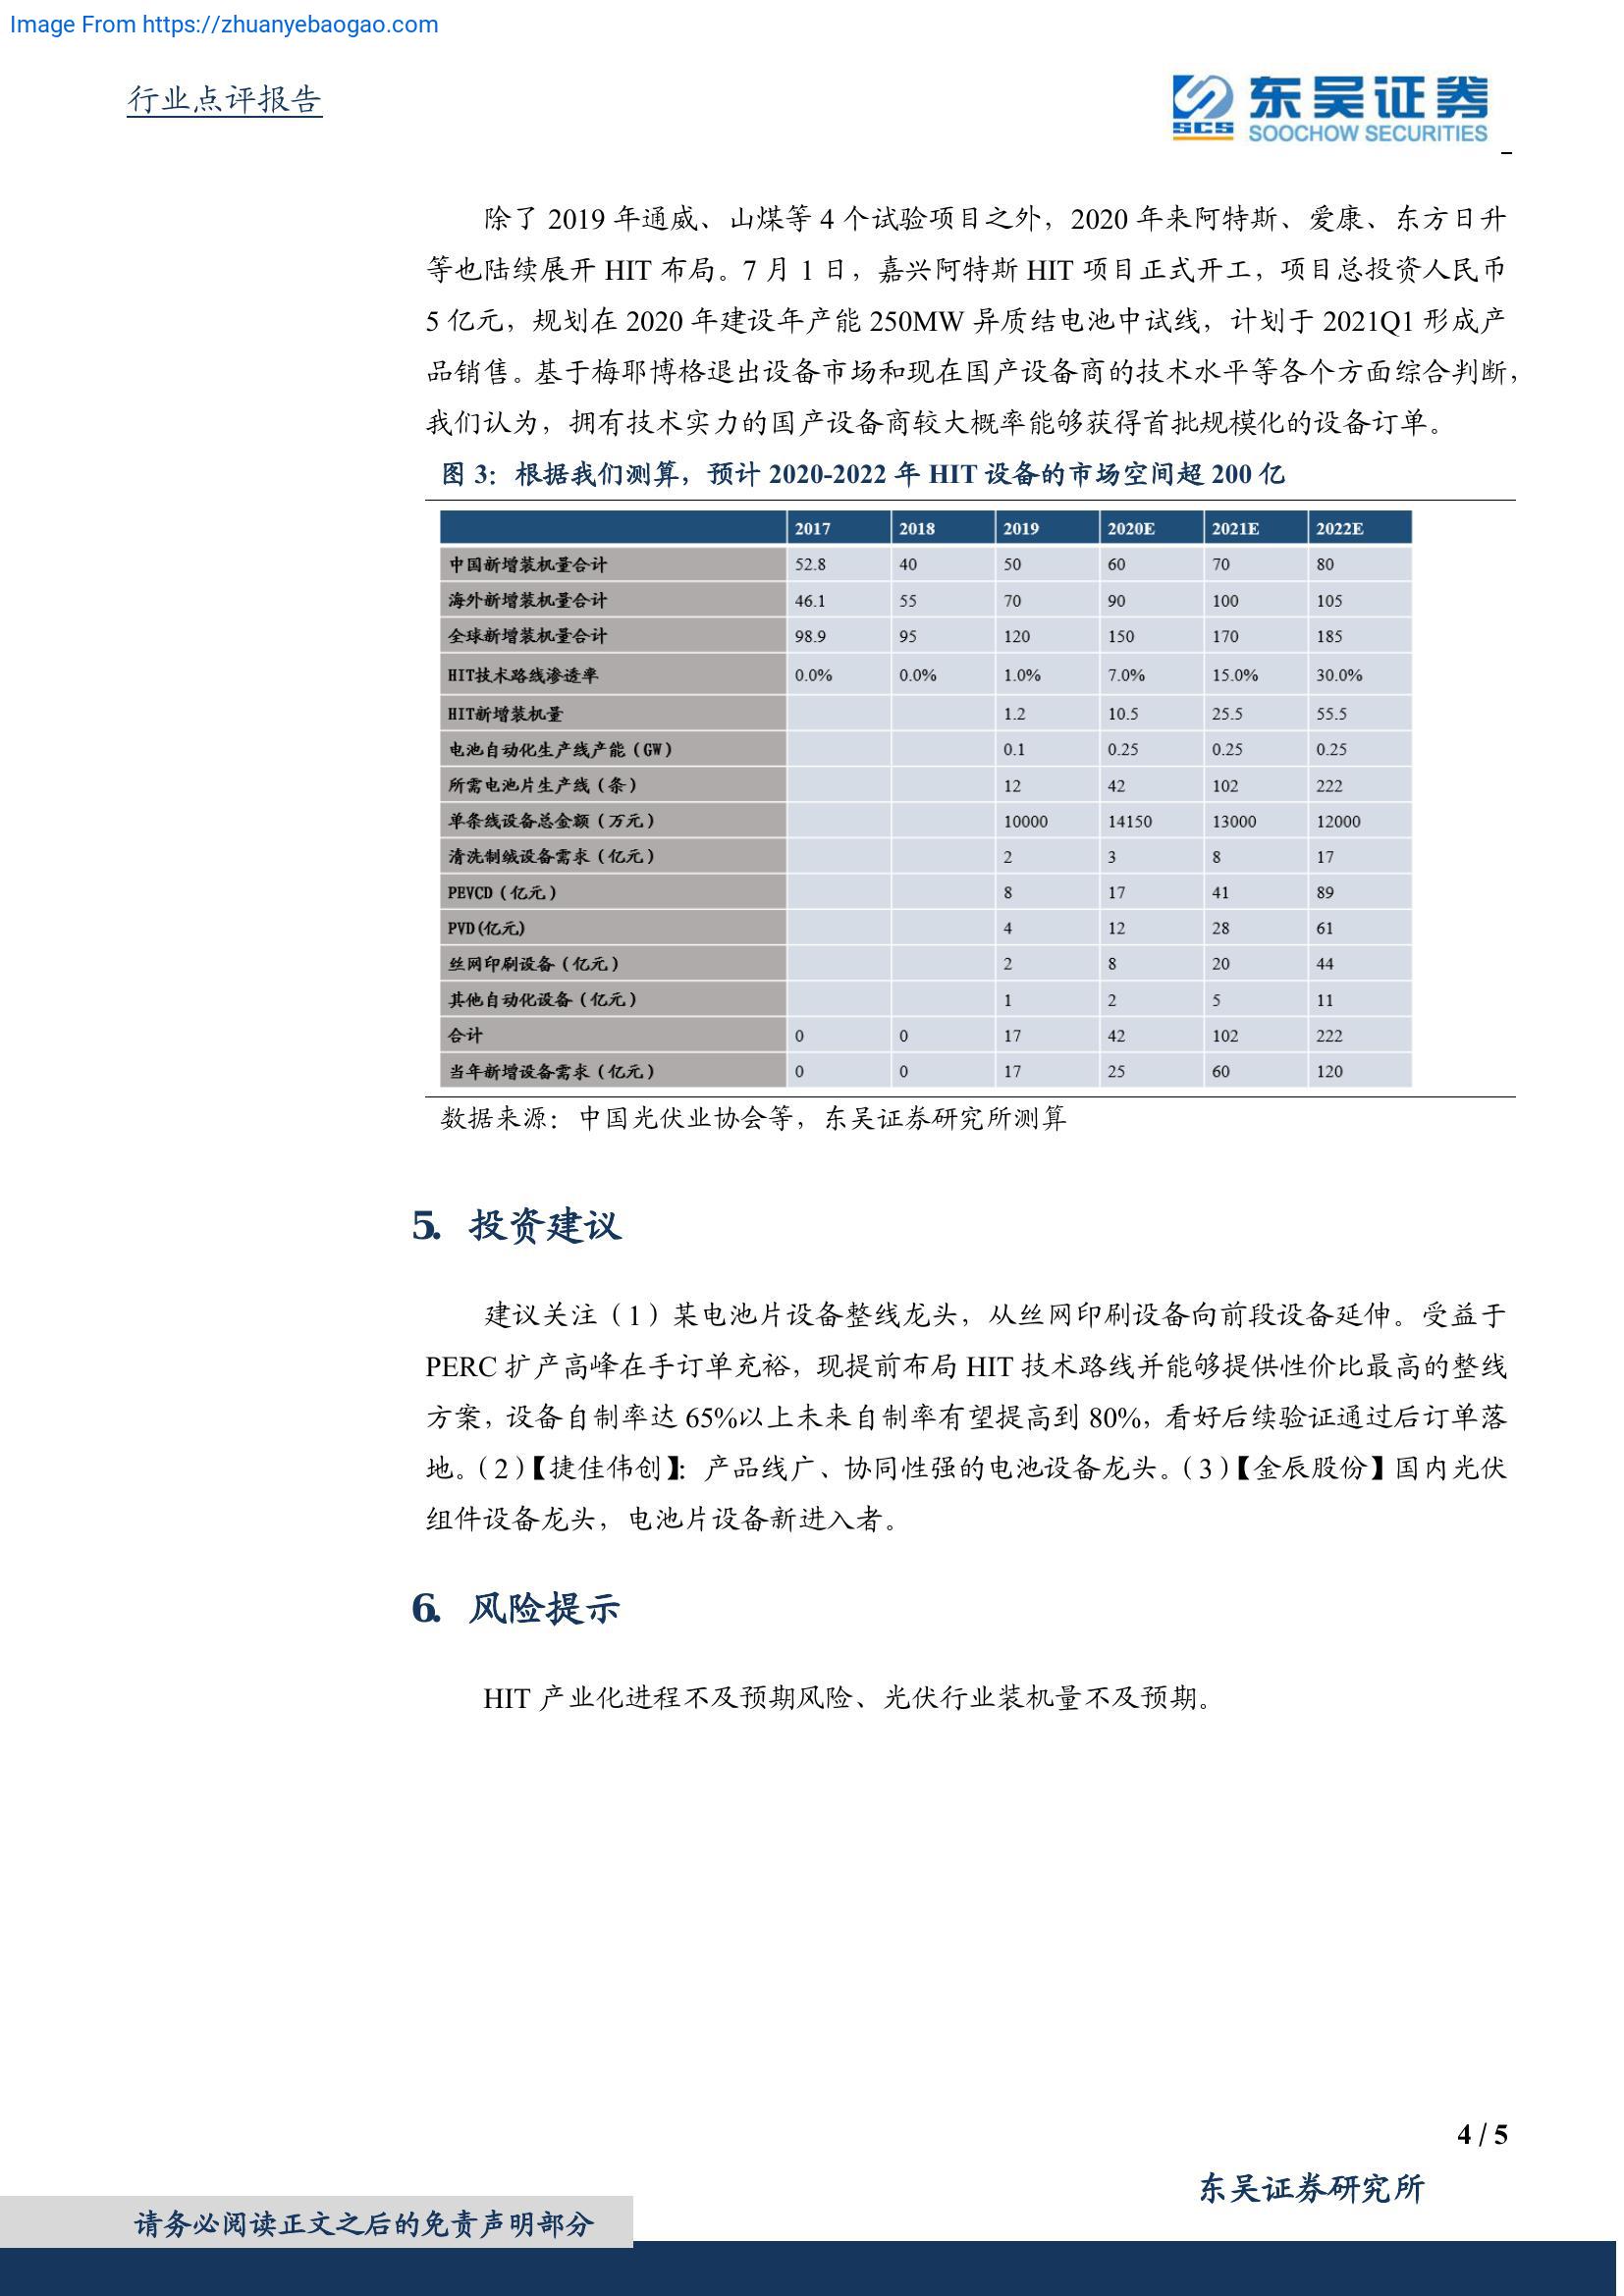 Image From https://zhuanyebaogao.com
行业点评报告
东吴证券
SCS
SOOCHOW SECURITIES
除了 2019 年通威、山煤等 4 个试验项目之外，2020 年来阿特斯、爱康、东方日升
等也陆续展开 HIT 布局。7 月 1 日，嘉兴阿特斯 HIT 项目正式开工，项目总投资人民币
5 亿元，规划在 2020 年建设年产能 250MW 异质结电池中试线，计划于 2021Q1 形成产
品销售。基于梅耶博格退出设备市场和现在国产设备商的技术水平等各个方面综合判断，
我们认为，拥有技术实力的国产设备商较大概率能够获得首批规模化的设备订单。
图 3：根据我们测算，预计 2020-2022 年 HIT 设备的市场空间超 200 亿
2017 2018 2019 2020E 2021E 2022E
中国新增装机量合计 52.8 40 50 60 70 80
海外新增装机量合计 46.1 55 70 90 100 105
全球新增装机量合计 98.9 95 120 150 170 185
HIT技术路线渗透率 0.0% 0.0% 1.0% 7.0% 15.0% 30.0%
HIT新增装机量 1.2 10.5 25.5 55.5
电池自动化生产线产能（GW） 0.1 0.25 0.25 0.25
所需电池片生产线（条） 12 42 102 222
单条线设备总金额（万元） 10000 14150 13000 12000
清洗制绒设备需求（亿元） 2 3 8 17
PEVCD（亿元） 8 17 41 89
PVD(亿元) 4 12 28 61
丝网印刷设备（亿元） 2 8 20 44
其他自动化设备（亿元） 1 2 5 11
合计 0 0 17 42 102 222
当年新增设备需求（亿元） 0 0 17 25 60 120
数据来源：中国光伏业协会等，东吴证券研究所测算
5. 投资建议
建议关注（1）某电池片设备整线龙头，从丝网印刷设备向前段设备延伸。受益于
PERC 扩产高峰在手订单充裕，现提前布局 HIT 技术路线并能够提供性价比最高的整线
方案，设备自制率达 65%以上未来自制率有望提高到 80%，看好后续验证通过后订单落
地。（2）【捷佳伟创】：产品线广、协同性强的电池设备龙头。（3）【金辰股份】国内光伏
组件设备龙头，电池片设备新进入者。
6. 风险提示
HIT 产业化进程不及预期风险、光伏行业装机量不及预期。
4 / 5
东吴证券研究所
请务必阅读正文之后的免责声明部分